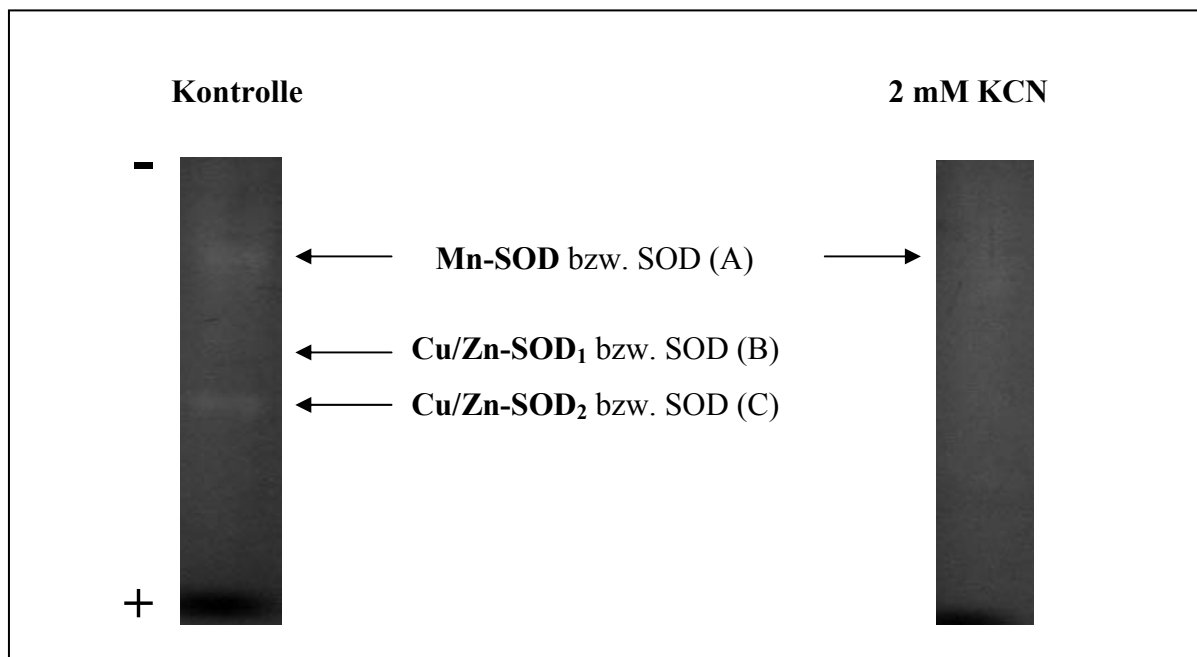 Kontrolle
2 mM KCN
-
Mn-SOD bzw. SOD (A)
Cu/Zn-SOD₁ bzw. SOD (B)
Cu/Zn-SOD₂ bzw. SOD (C)
+